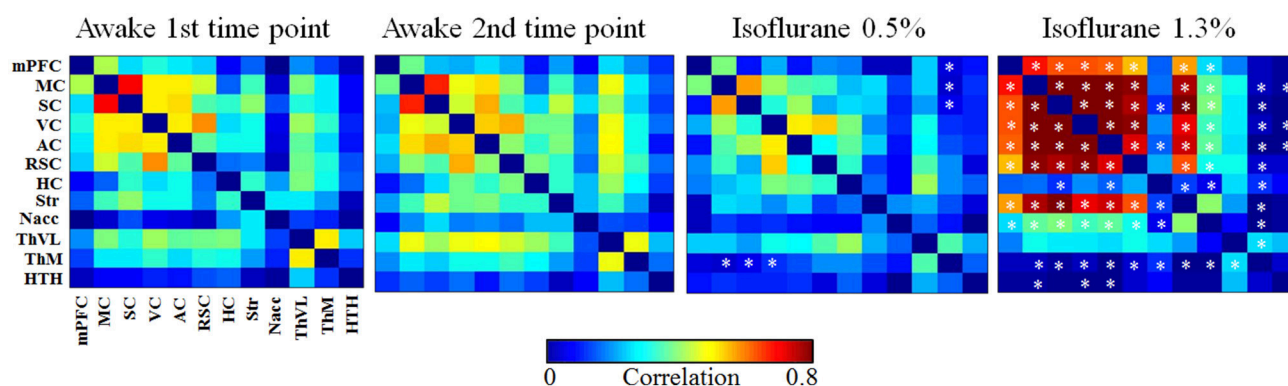 Awake 1st time point
Awake 2nd time point
Isoflurane 0.5%
Isoflurane 1.3%
mPFC
MC
SC
VC
AC
RSC
HC
Str
Nacc
ThVL
ThM
HTH
mPFC
MC
SC
VC
AC
RSC
HC
Str
Nacc
ThVL
ThM
HTH
0 Correlation 0.8